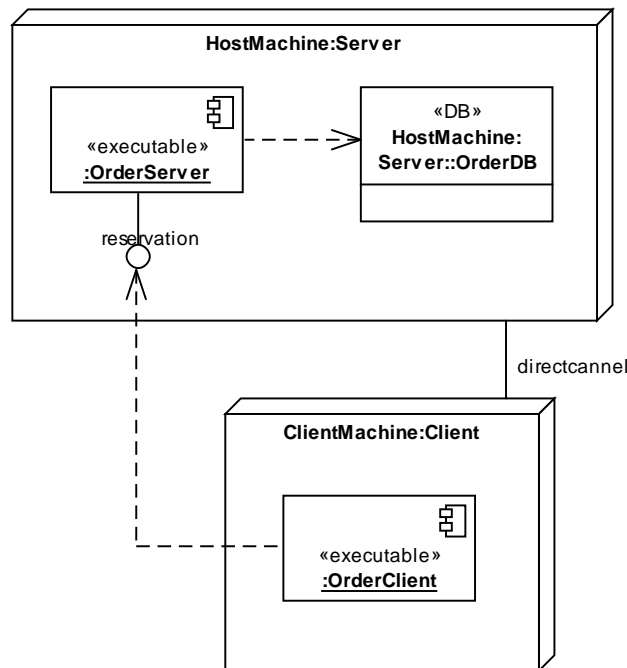 HostMachine:Server
«executable»
:OrderServer
«DB»
HostMachine:
Server::OrderDB
reservation
directcannel
ClientMachine:Client
«executable»
:OrderClient